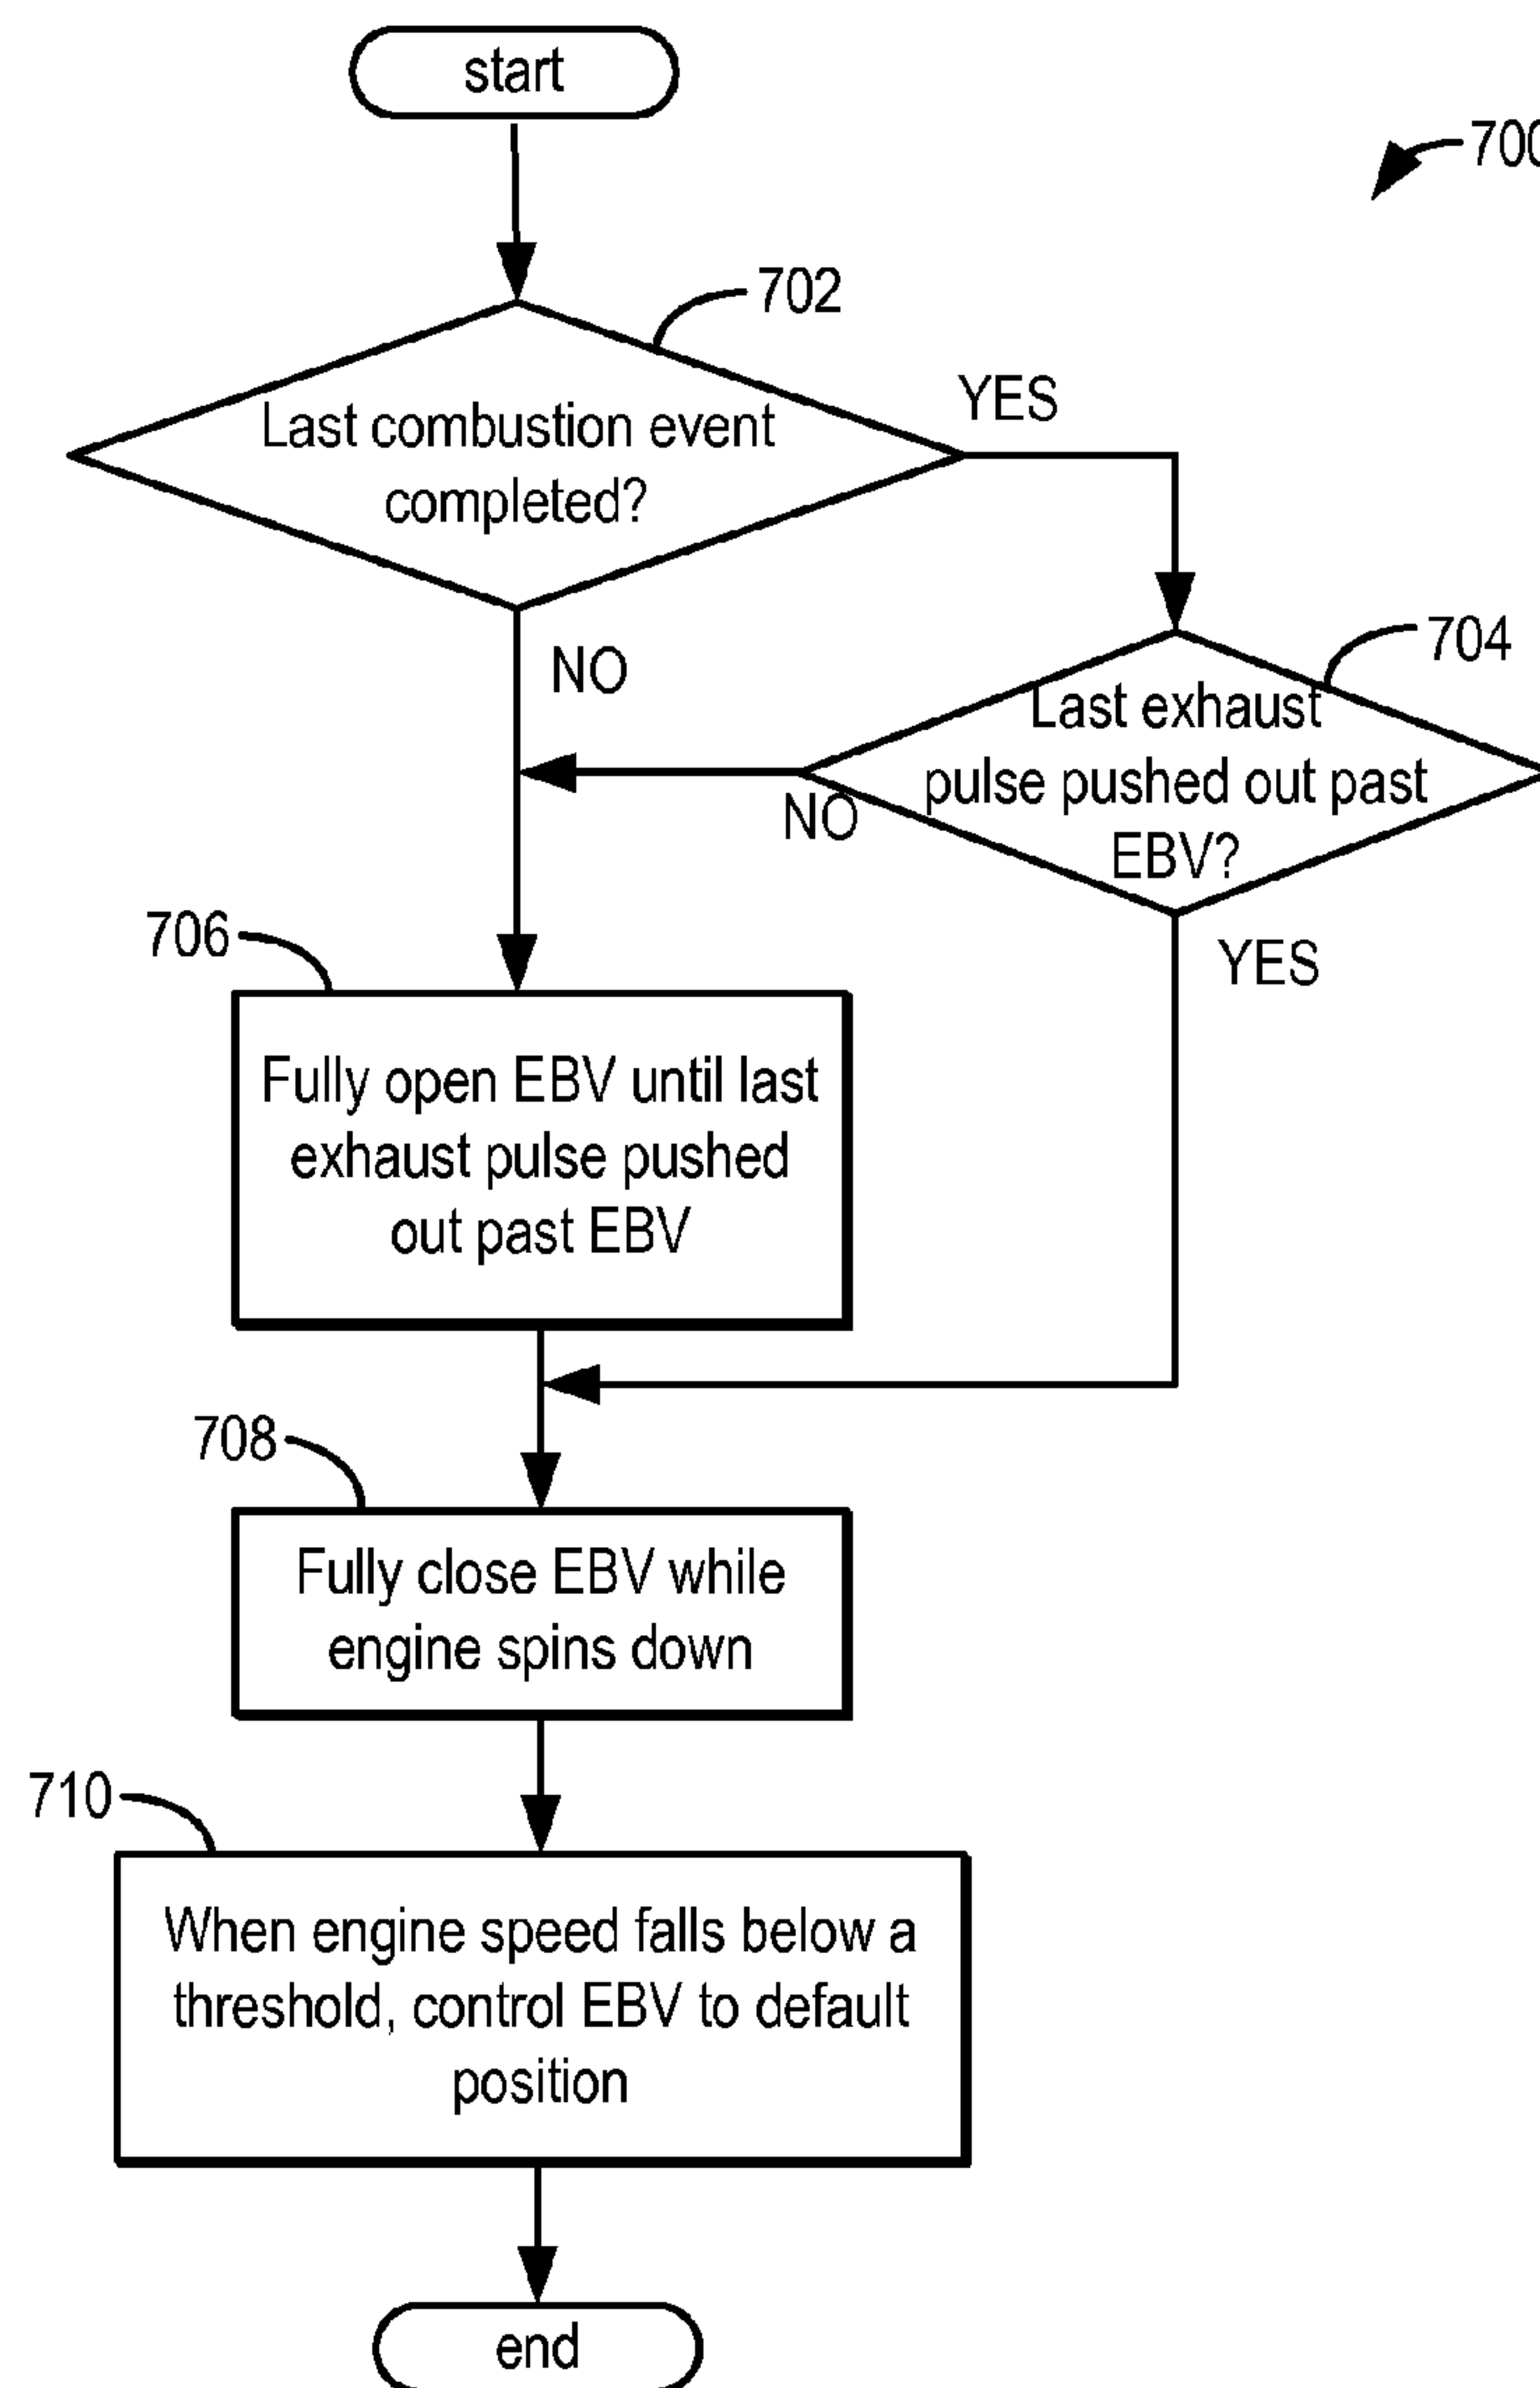 start
700
702
Last combustion event
completed?
YES
NO
704
Last exhaust
pulse pushed out past
EBV?
NO
YES
706
Fully open EBV until last
exhaust pulse pushed
out past EBV
708
Fully close EBV while
engine spins down
710
When engine speed falls below a
threshold, control EBV to default
position
end